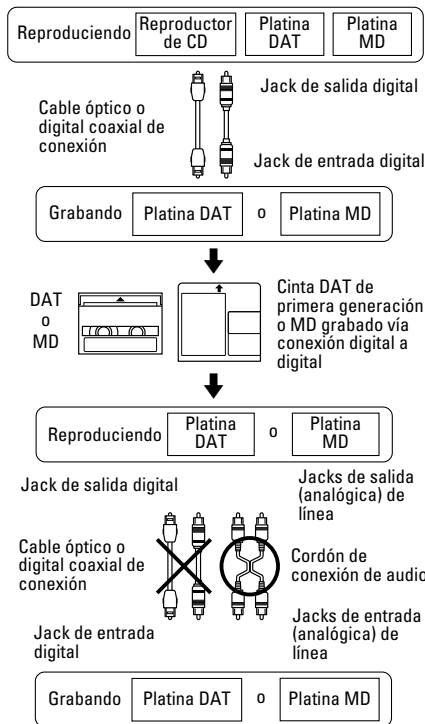 Reproduciendo
Reproductor
de CD
Platina
DAT
Platina
MD
Jack de salida digital
Cable óptico o
digital coaxial de
conexión
Jack de entrada digital
Grabando
Platina DAT
o
Platina MD
DAT
o
MD
Cinta DAT de
primera generación
o MD grabado vía
conexión digital a
digital
Reproduciendo
Platina
DAT
o
Platina
MD
Jack de salida digital
Jacks de salida
(analógica) de
línea
Cable óptico o
digital coaxial de
conexión
Cordón de
conexión de audio
Jack de entrada
digital
Jacks de entrada
(analógica) de
línea
Grabando
Platina DAT
o
Platina MD